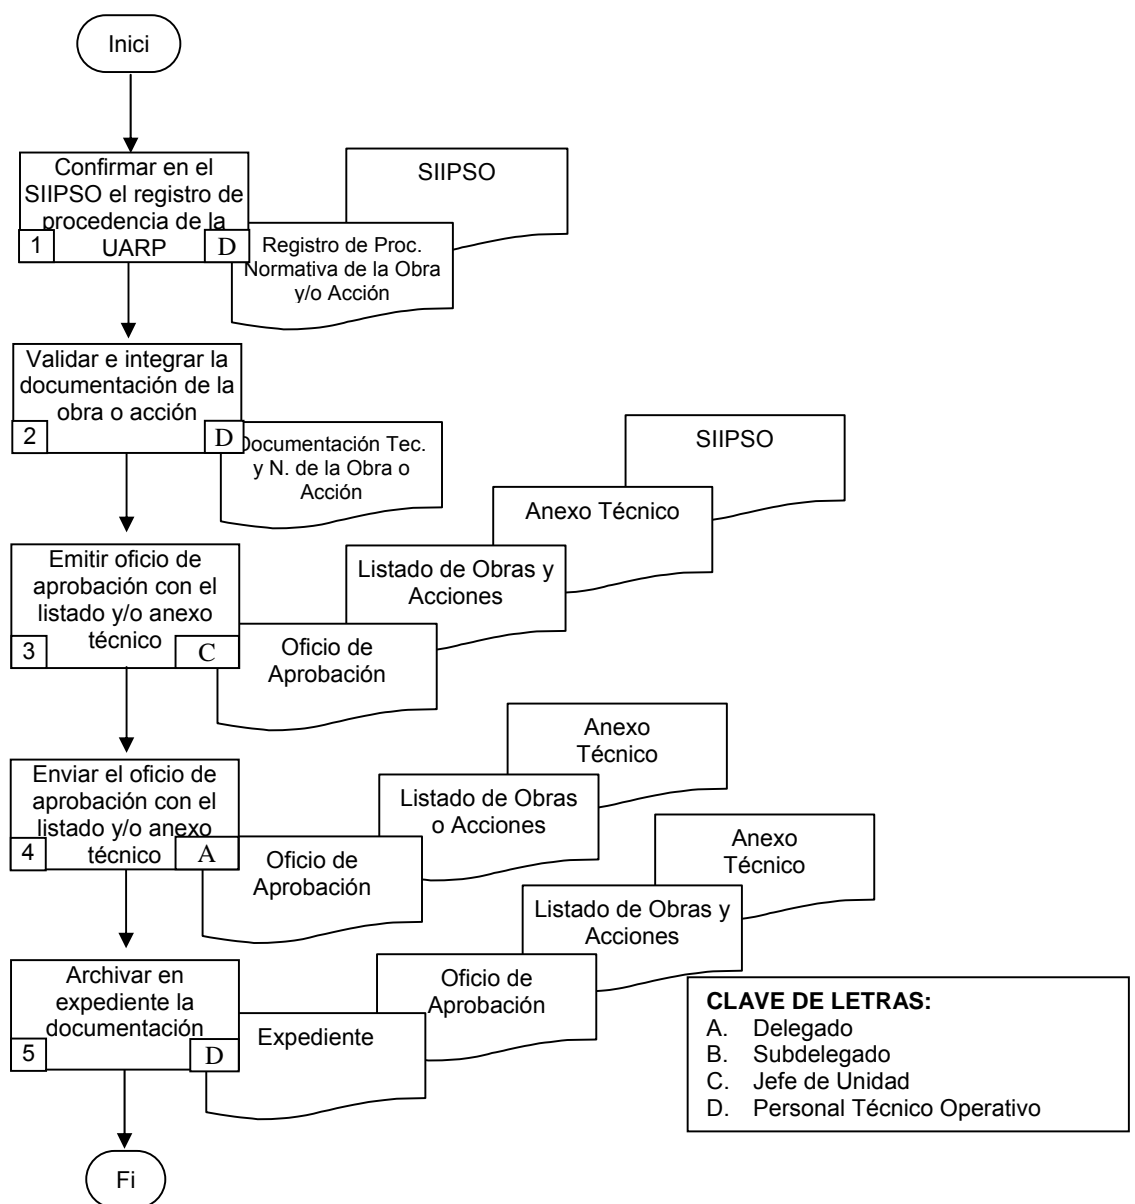 Inici
Confirmar en el
SIIPSO el registro de
procedencia de la
UARP
1
D
SIIPSO
Registro de Proc.
Normativa de la Obra
y/o Acción
Validar e integrar la
documentación de la
obra o acción
2
D
Documentación Tec.
y N. de la Obra o
Acción
SIIPSO
Anexo Técnico
Listado de Obras y
Acciones
Oficio de
Aprobación
Emitir oficio de
aprobación con el
listado y/o anexo
técnico
3
C
Enviar el oficio de
aprobación con el
listado y/o anexo
técnico
4
A
Anexo
Técnico
Listado de Obras
o Acciones
Oficio de
Aprobación
Archivar en
expediente la
documentación
5
D
Anexo
Técnico
Listado de Obras y
Acciones
Oficio de
Aprobación
Expediente
Fi
CLAVE DE LETRAS:
A. Delegado
B. Subdelegado
C. Jefe de Unidad
D. Personal Técnico Operativo